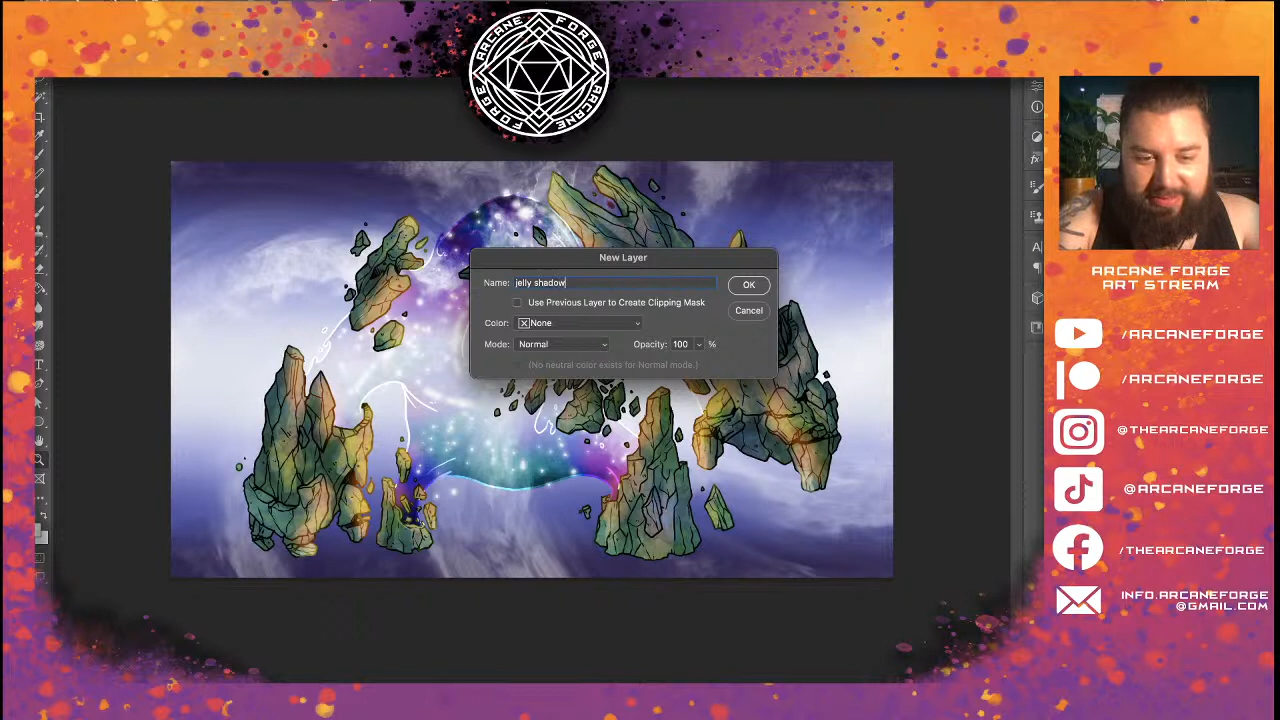 ARCANE FORGE
ARCANE FORGE
New Layer
Name: jelly shadow
OK
Use Previous Layer to Create Clipping Mask
Color: None
Cancel
Mode: Normal Opacity: 100 %
(No neutral color exists for Normal mode.)
ARCANE FORGE
ART STREAM
/ARCANEFORGE
/ARCANEFORGE
@THEARCANEFORGE
@ARCANEFORGE
/THEARCANEFORGE
INFO.ARCANEFORGE
@GMAIL.COM